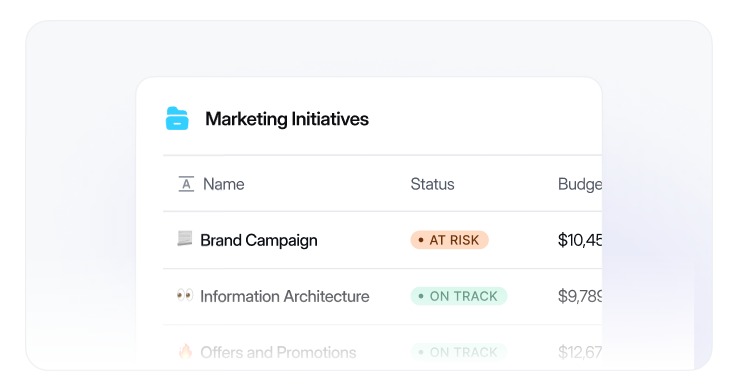 Marketing Initiatives
A Name Status Budge
Brand Campaign • AT RISK $10,45
Information Architecture • ON TRACK $9,789
Offers and Promotions • ON TRACK $12,67